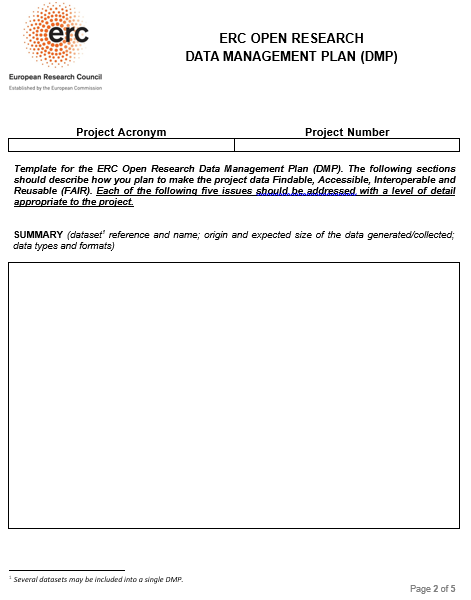 erc
European Research Council
Established by the European Commission
ERC OPEN RESEARCH
DATA MANAGEMENT PLAN (DMP)
Project Acronym
Project Number
Template for the ERC Open Research Data Management Plan (DMP). The following sections
should describe how you plan to make the project data Findable, Accessible, Interoperable and
Reusable (FAIR). Each of the following five issues should be addressed with a level of detail
appropriate to the project.
SUMMARY (dataset¹ reference and name; origin and expected size of the data generated/collected;
data types and formats)
¹ Several datasets may be included into a single DMP.
Page 2 of 5